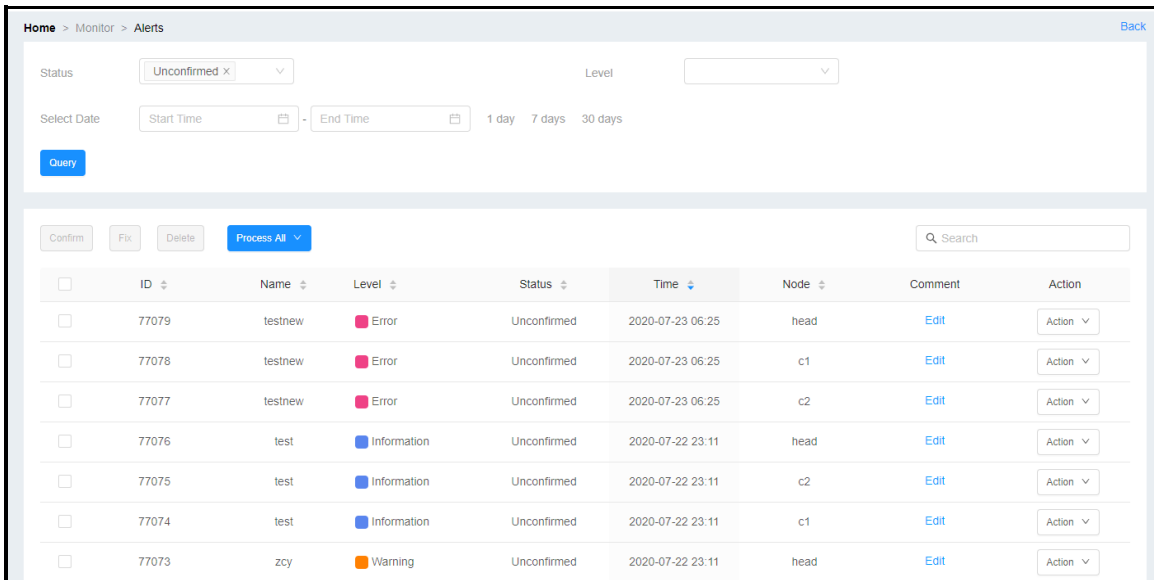 Home > Monitor > Alerts Back
Status Unconfirmed × Level
Select Date Start Time - End Time 1 day 7 days 30 days
Query
Confirm Fix Delete Process All Search
ID Name Level Status Time Node Comment Action
77079 testnew Error Unconfirmed 2020-07-23 06:25 head Edit Action
77078 testnew Error Unconfirmed 2020-07-23 06:25 c1 Edit Action
77077 testnew Error Unconfirmed 2020-07-23 06:25 c2 Edit Action
77076 test Information Unconfirmed 2020-07-22 23:11 head Edit Action
77075 test Information Unconfirmed 2020-07-22 23:11 c2 Edit Action
77074 test Information Unconfirmed 2020-07-22 23:11 c1 Edit Action
77073 zcy Warning Unconfirmed 2020-07-22 23:11 head Edit Action